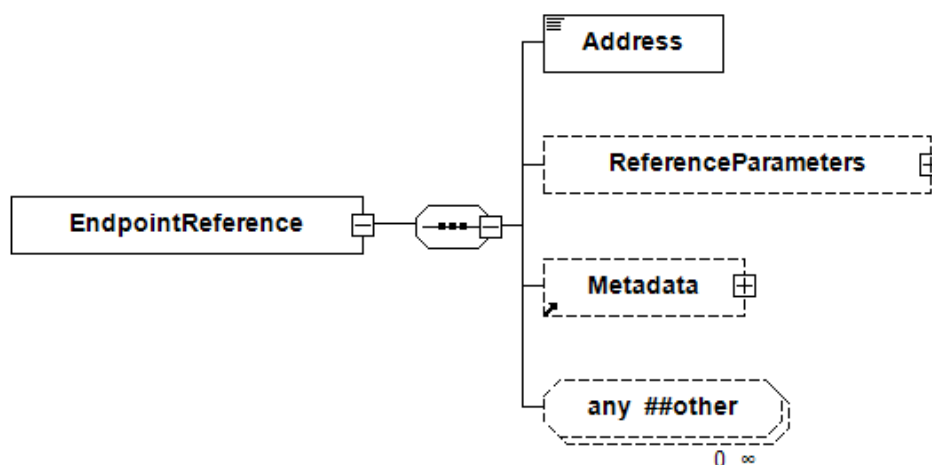 Address
ReferenceParameters
EndpointReference
Metadata
any ##other
0 ∞